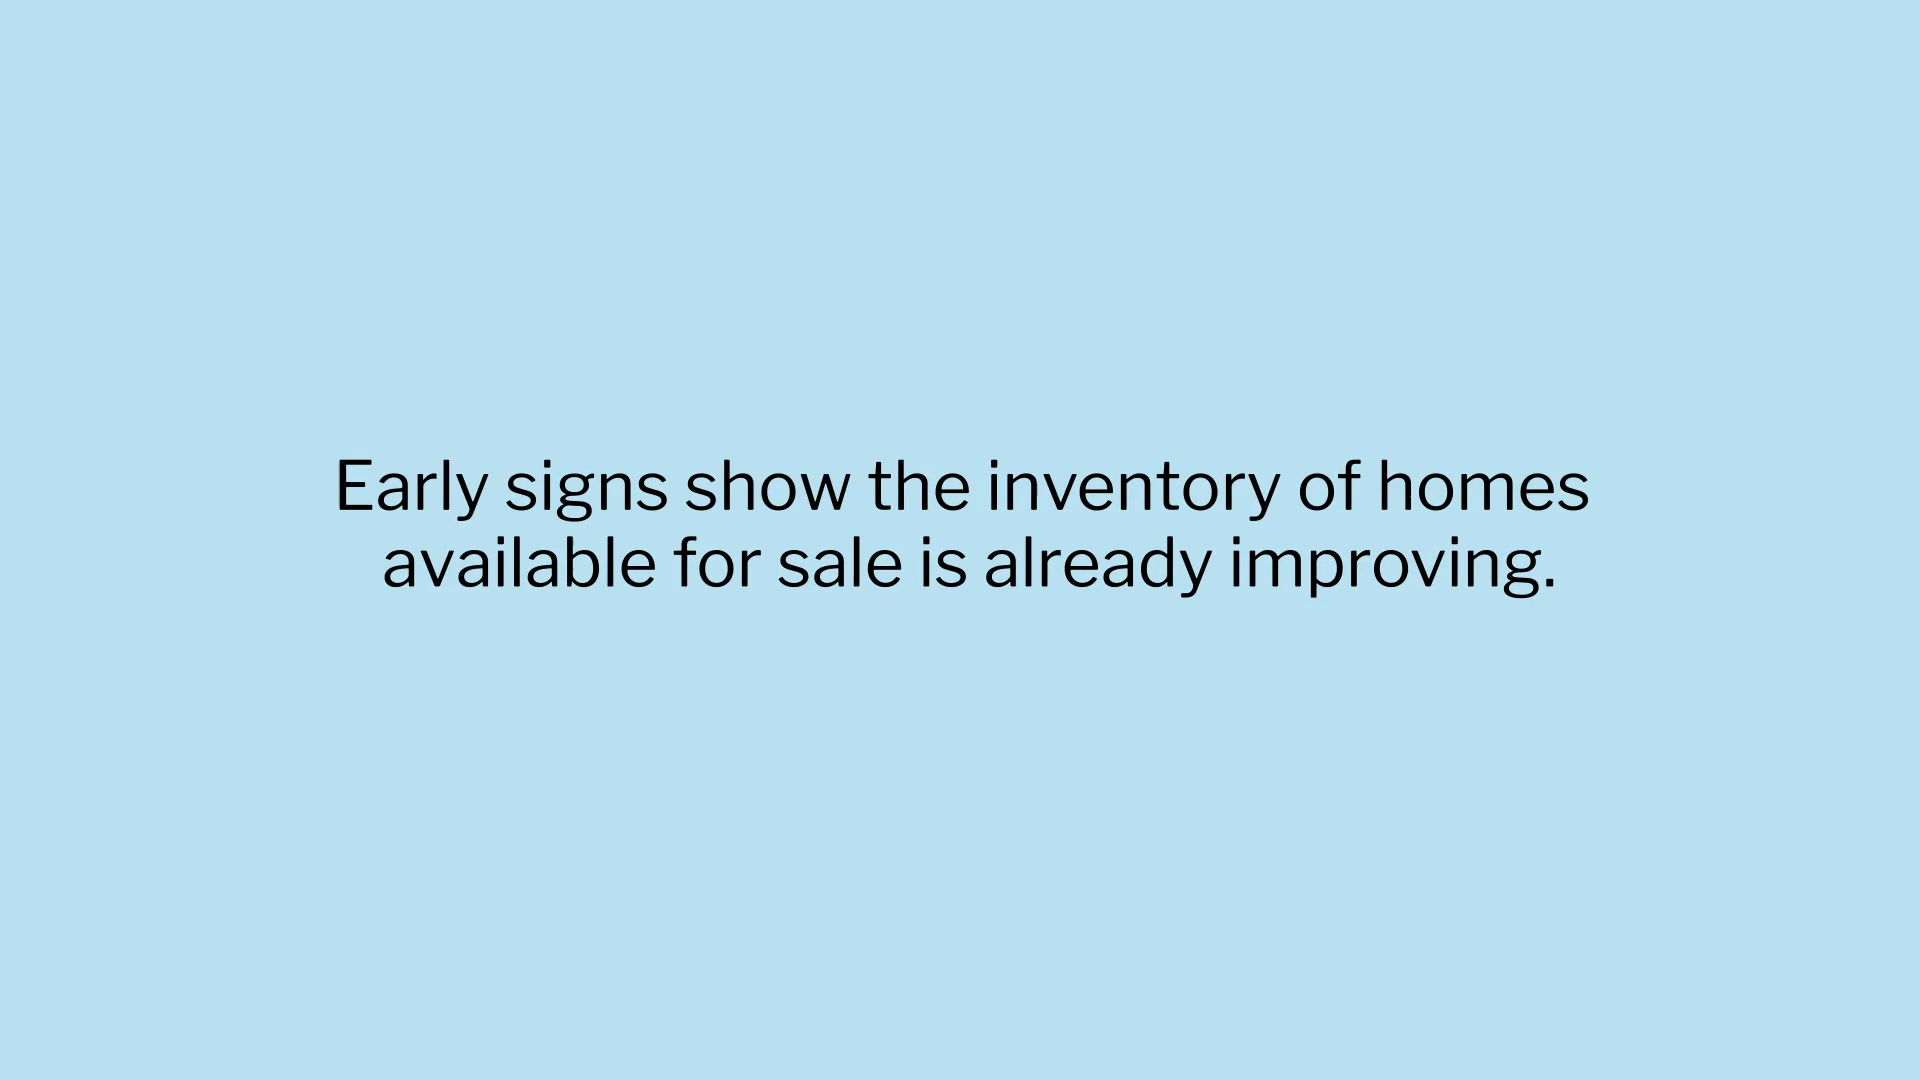 Early signs show the inventory of homes
available for sale is already improving.